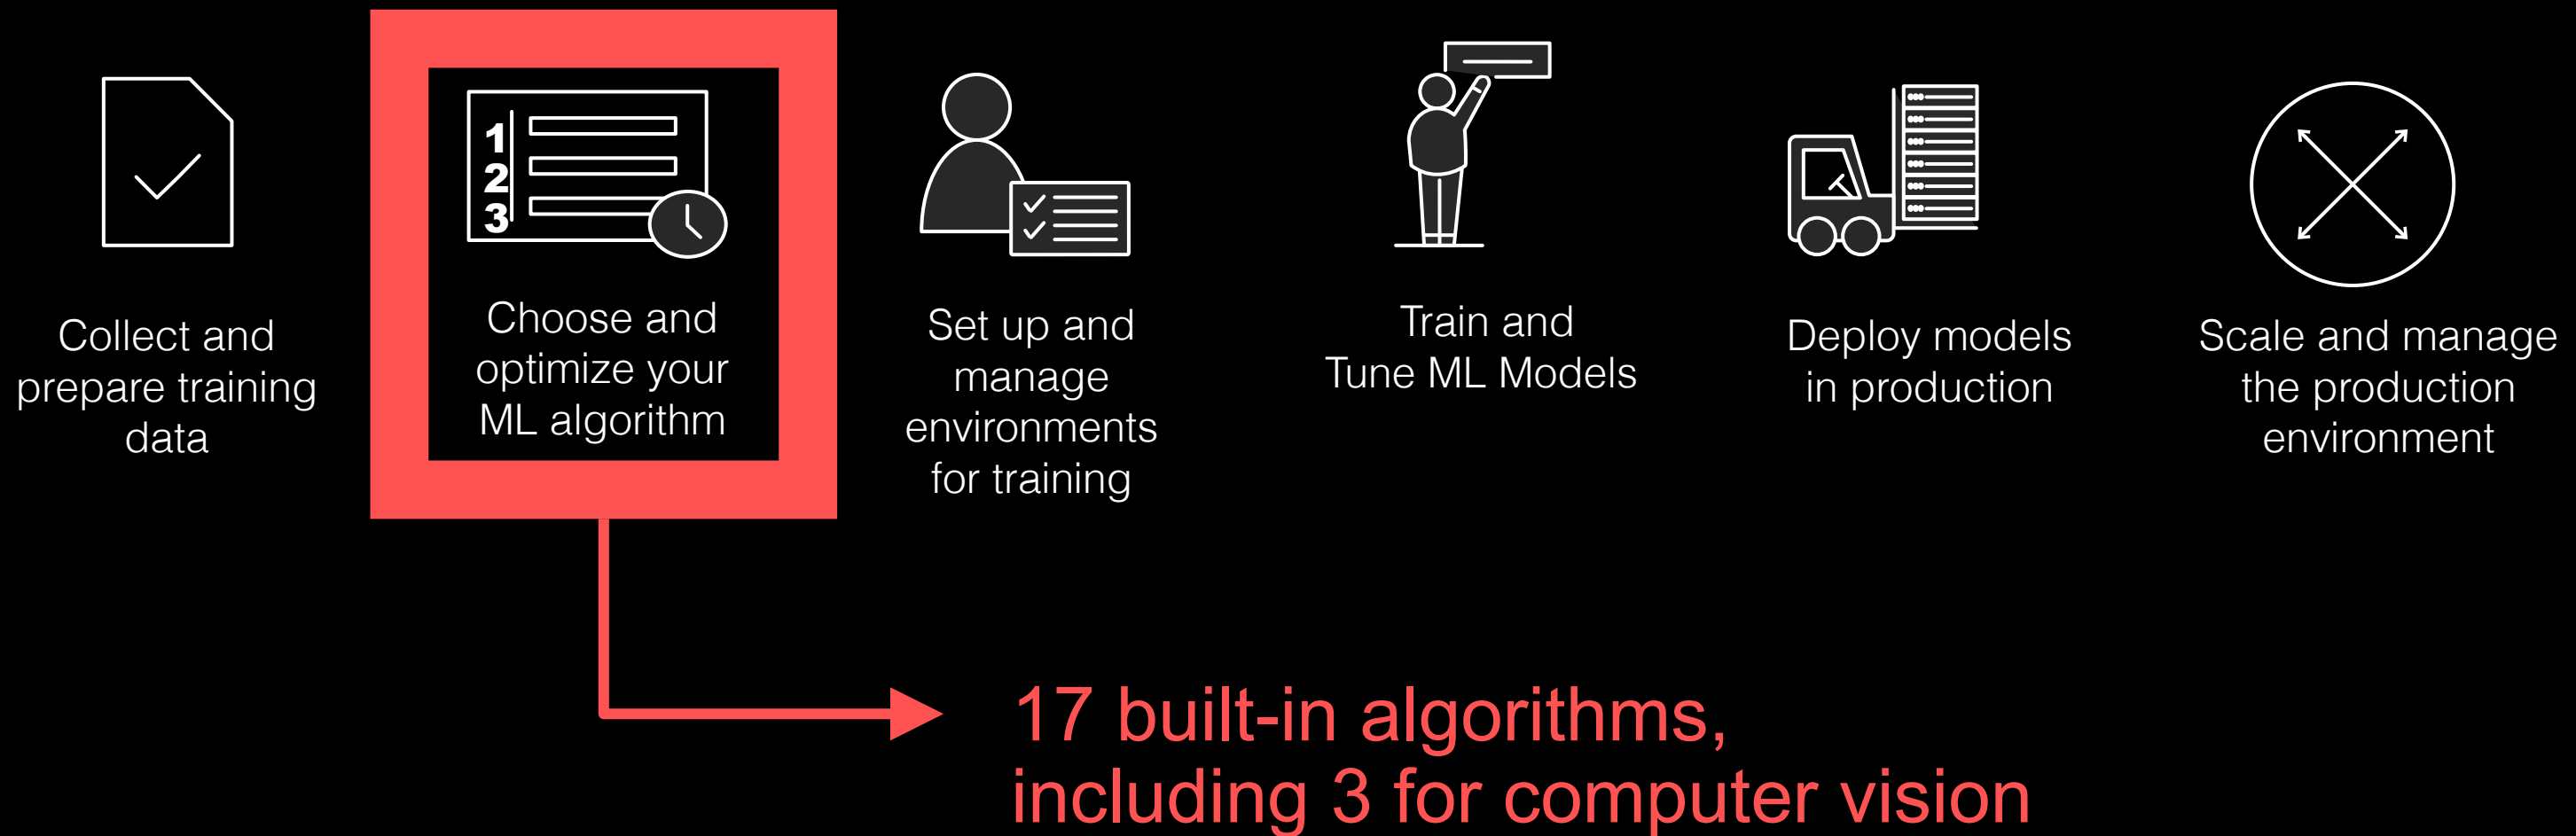 Collect and
prepare training
data
1
2
3
Choose and
optimize your
ML algorithm
Set up and
manage
environments
for training
Train and
Tune ML Models
Deploy models
in production
Scale and manage
the production
environment
17 built-in algorithms,
including 3 for computer vision